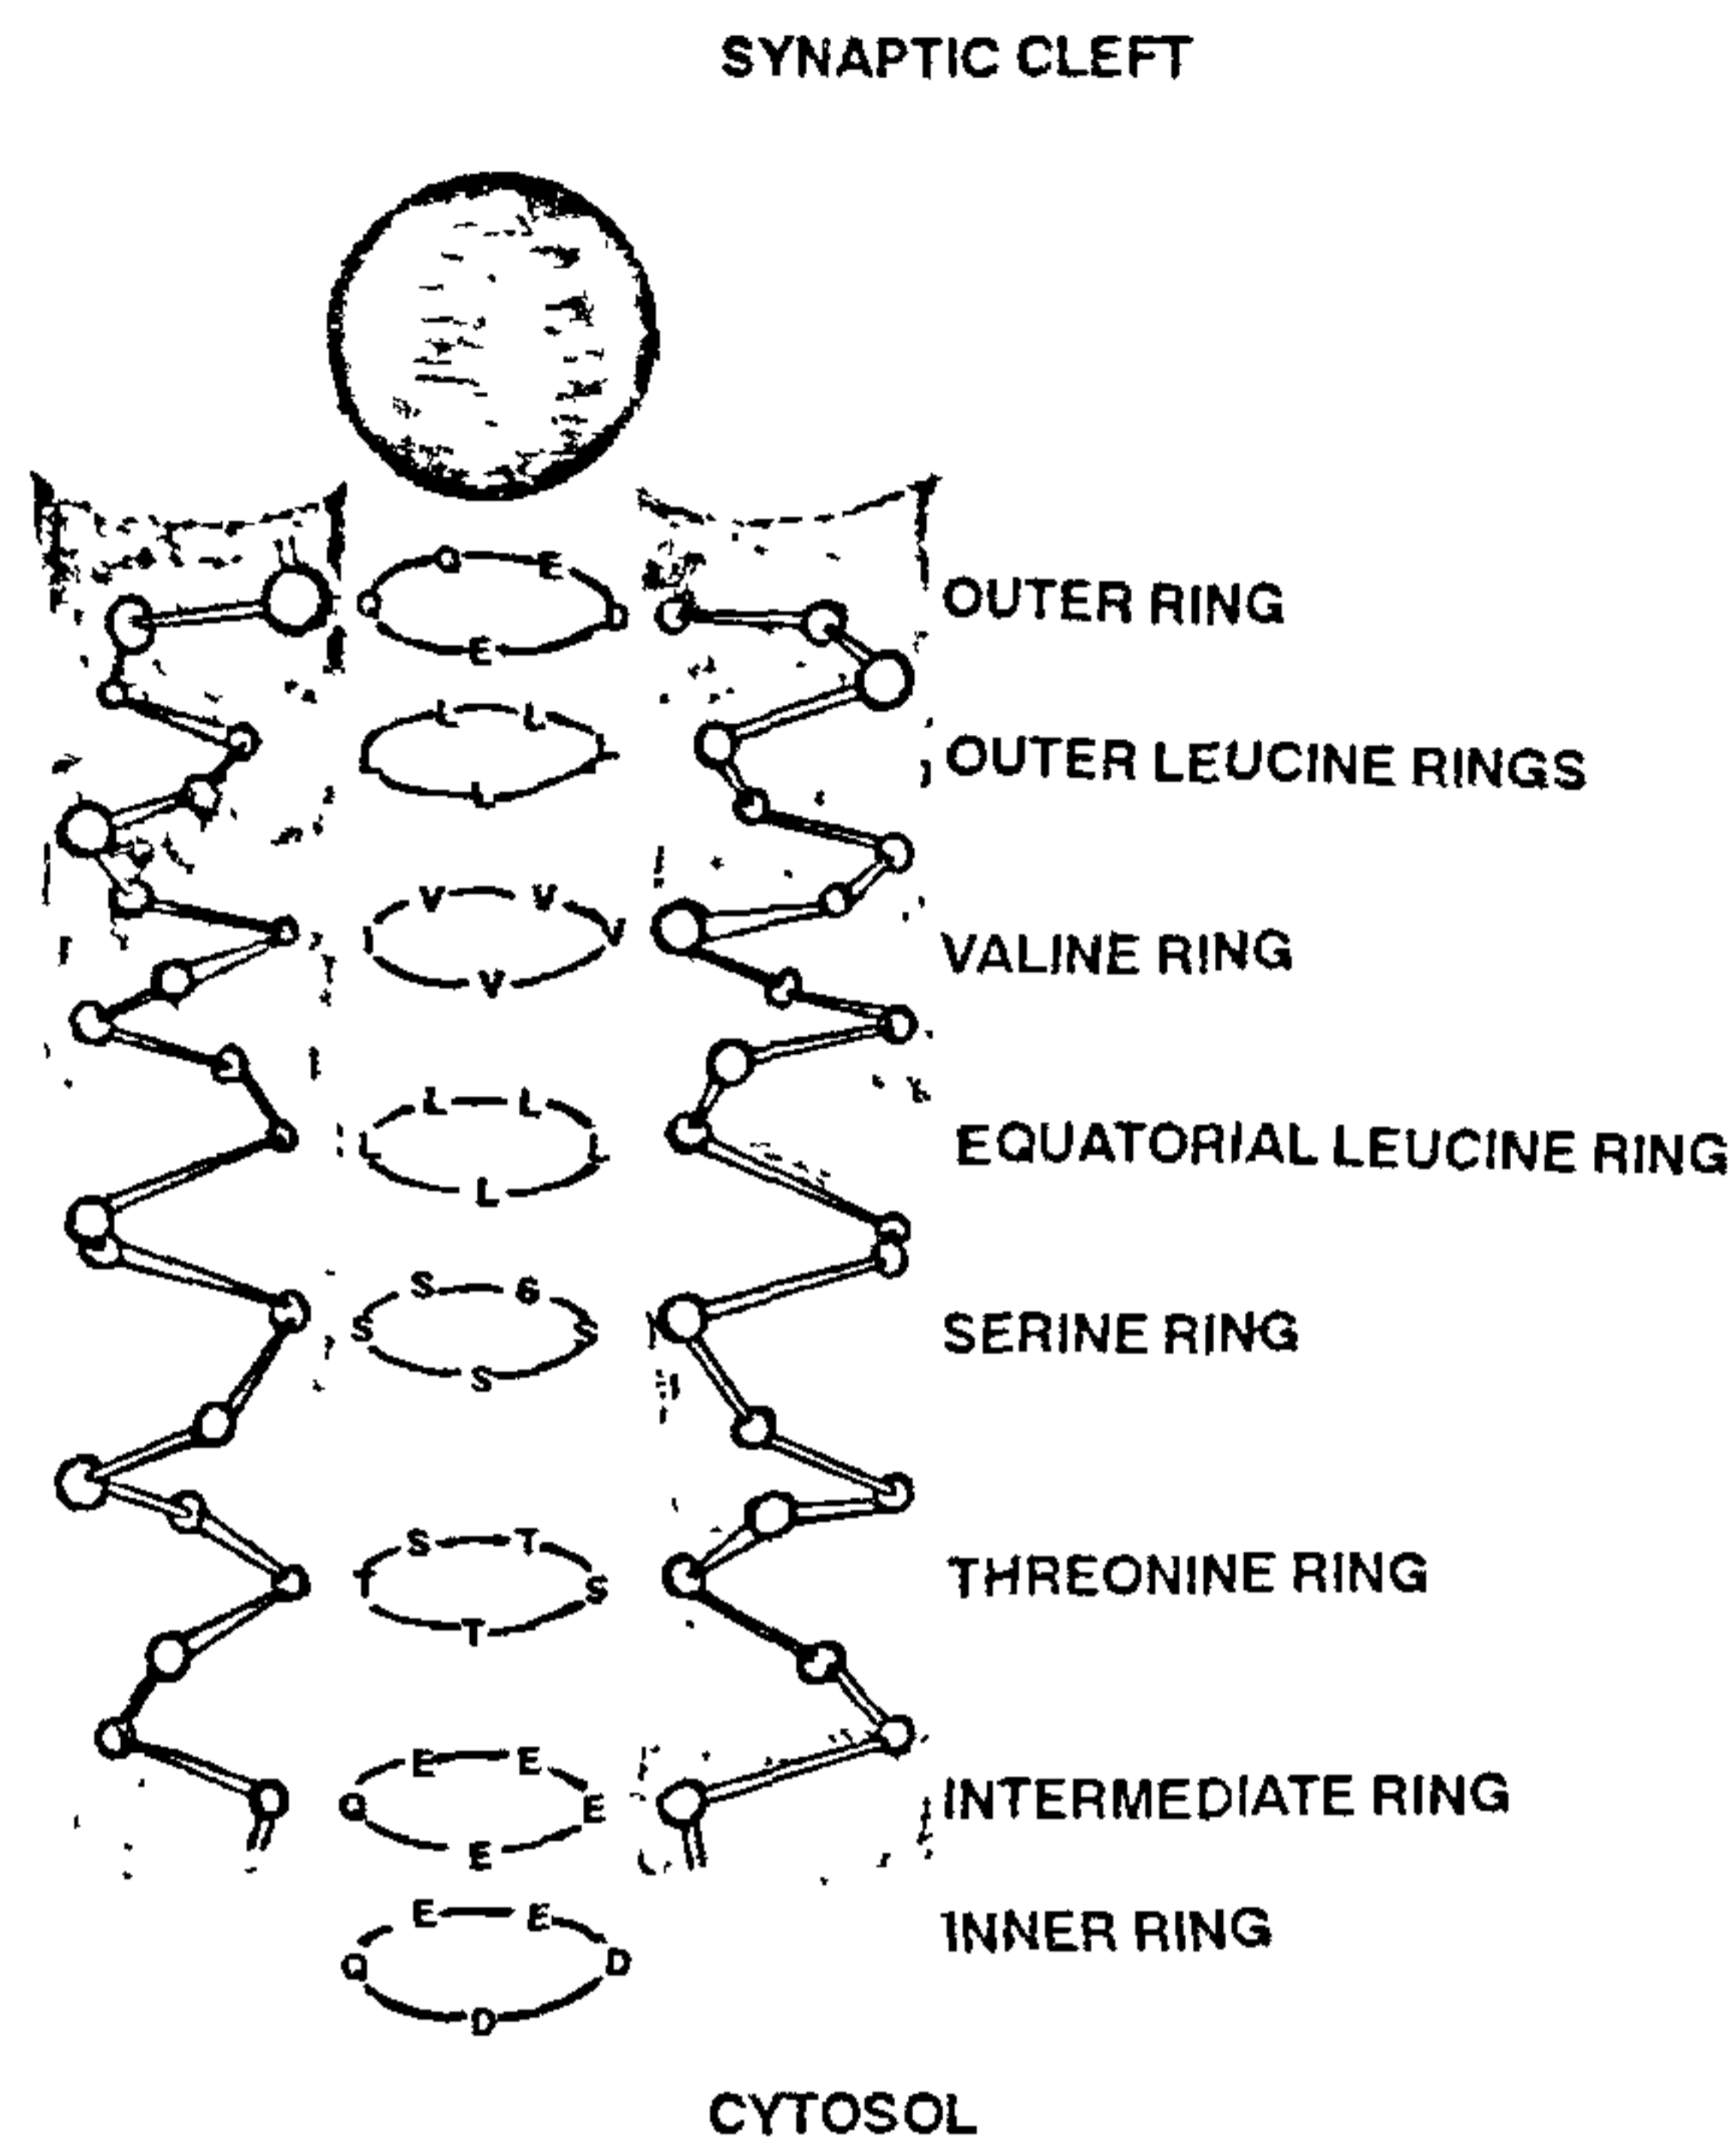 SYNAPTIC CLEFT
Q E
Q D
E
OUTER RING
L L
L L
L
OUTER LEUCINE RINGS
V V
I V
V
VALINE RING
L L
L L
L
EQUATORIAL LEUCINE RING
S S
S S
S
SERINE RING
S T
T S
T
THREONINE RING
E E
Q E
E
INTERMEDIATE RING
E E
Q D
D
INNER RING
CYTOSOL